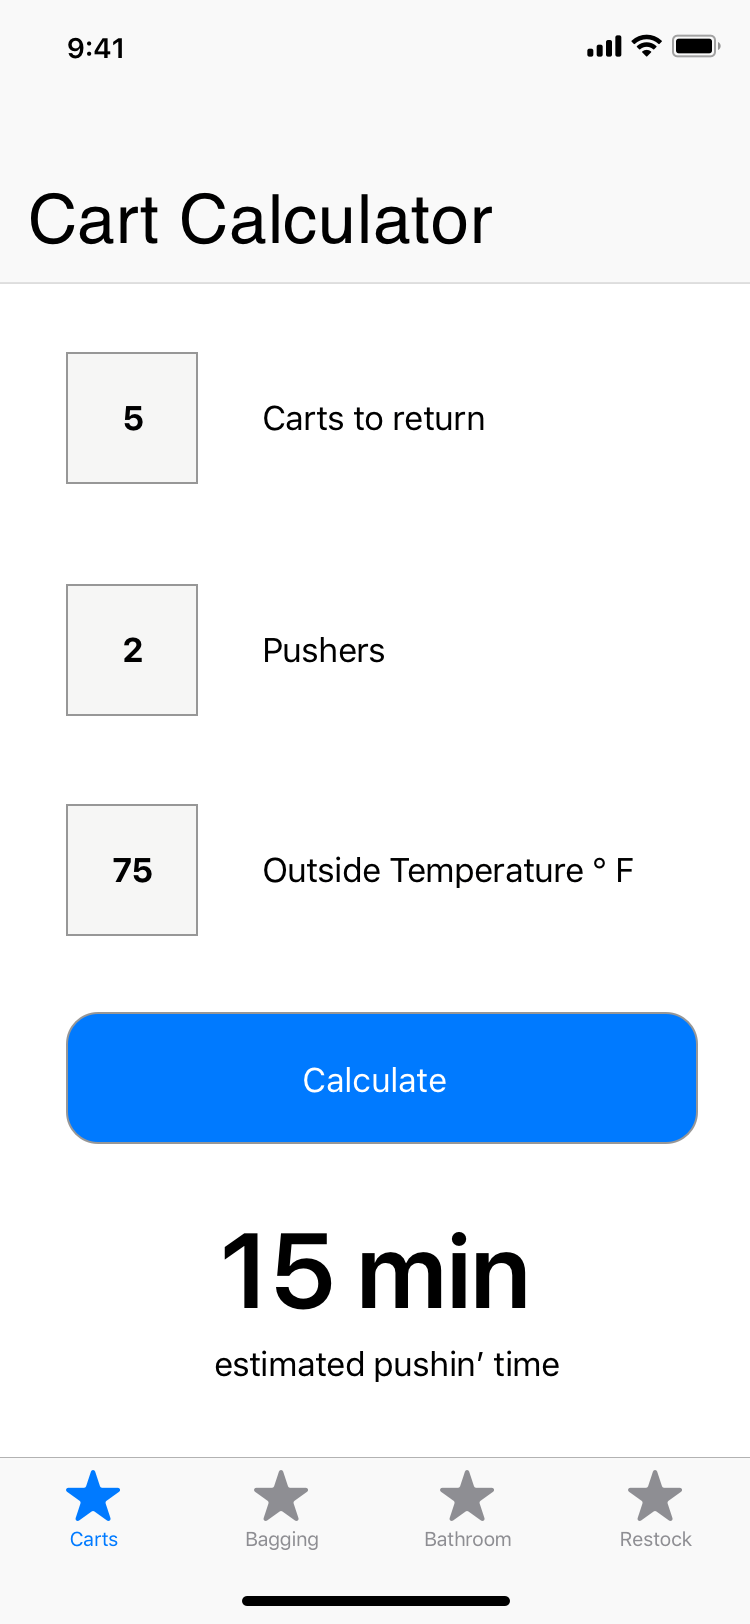 9:41
Cart Calculator
5 Carts to return
2 Pushers
75 Outside Temperature ° F
Calculate
15 min
estimated pushin’ time
Carts Bagging Bathroom Restock